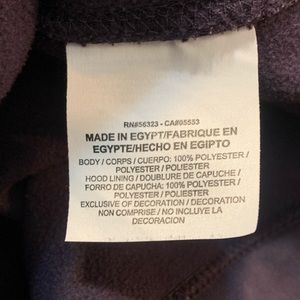 RN#56323 - CA#05553
MADE IN EGYPT/FABRIQUE EN
EGYPTE/HECHO EN EGIPTO
BODY / CORPS / CUERPO: 100% POLYESTER /
POLYESTER / POLIESTER
HOOD LINING / DOUBLURE DE CAPUCHE /
FORRO DE CAPUCHA: 100% POLYESTER /
POLYESTER / POLIESTER
EXCLUSIVE OF DECORATION / DECORATION
NON COMPRISE / NO INCLUYE LA
DECORACION